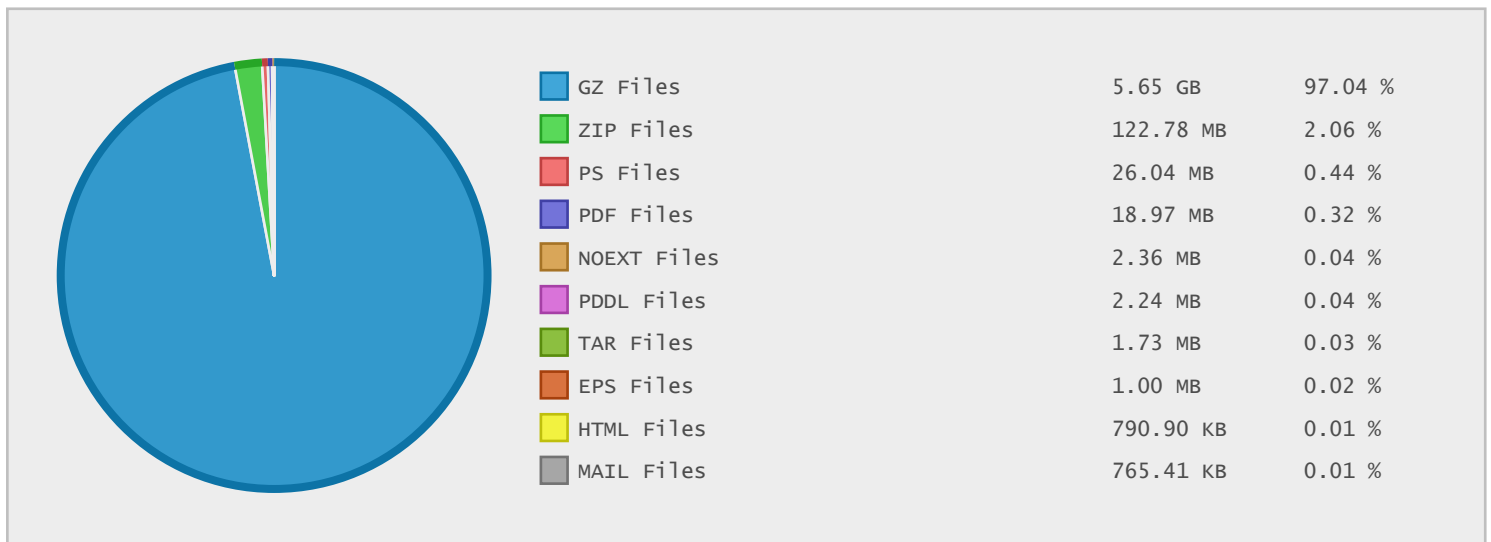 GZ Files 5.65 GB 97.04 %
ZIP Files 122.78 MB 2.06 %
PS Files 26.04 MB 0.44 %
PDF Files 18.97 MB 0.32 %
NOEXT Files 2.36 MB 0.04 %
PDDL Files 2.24 MB 0.04 %
TAR Files 1.73 MB 0.03 %
EPS Files 1.00 MB 0.02 %
HTML Files 790.90 KB 0.01 %
MAIL Files 765.41 KB 0.01 %